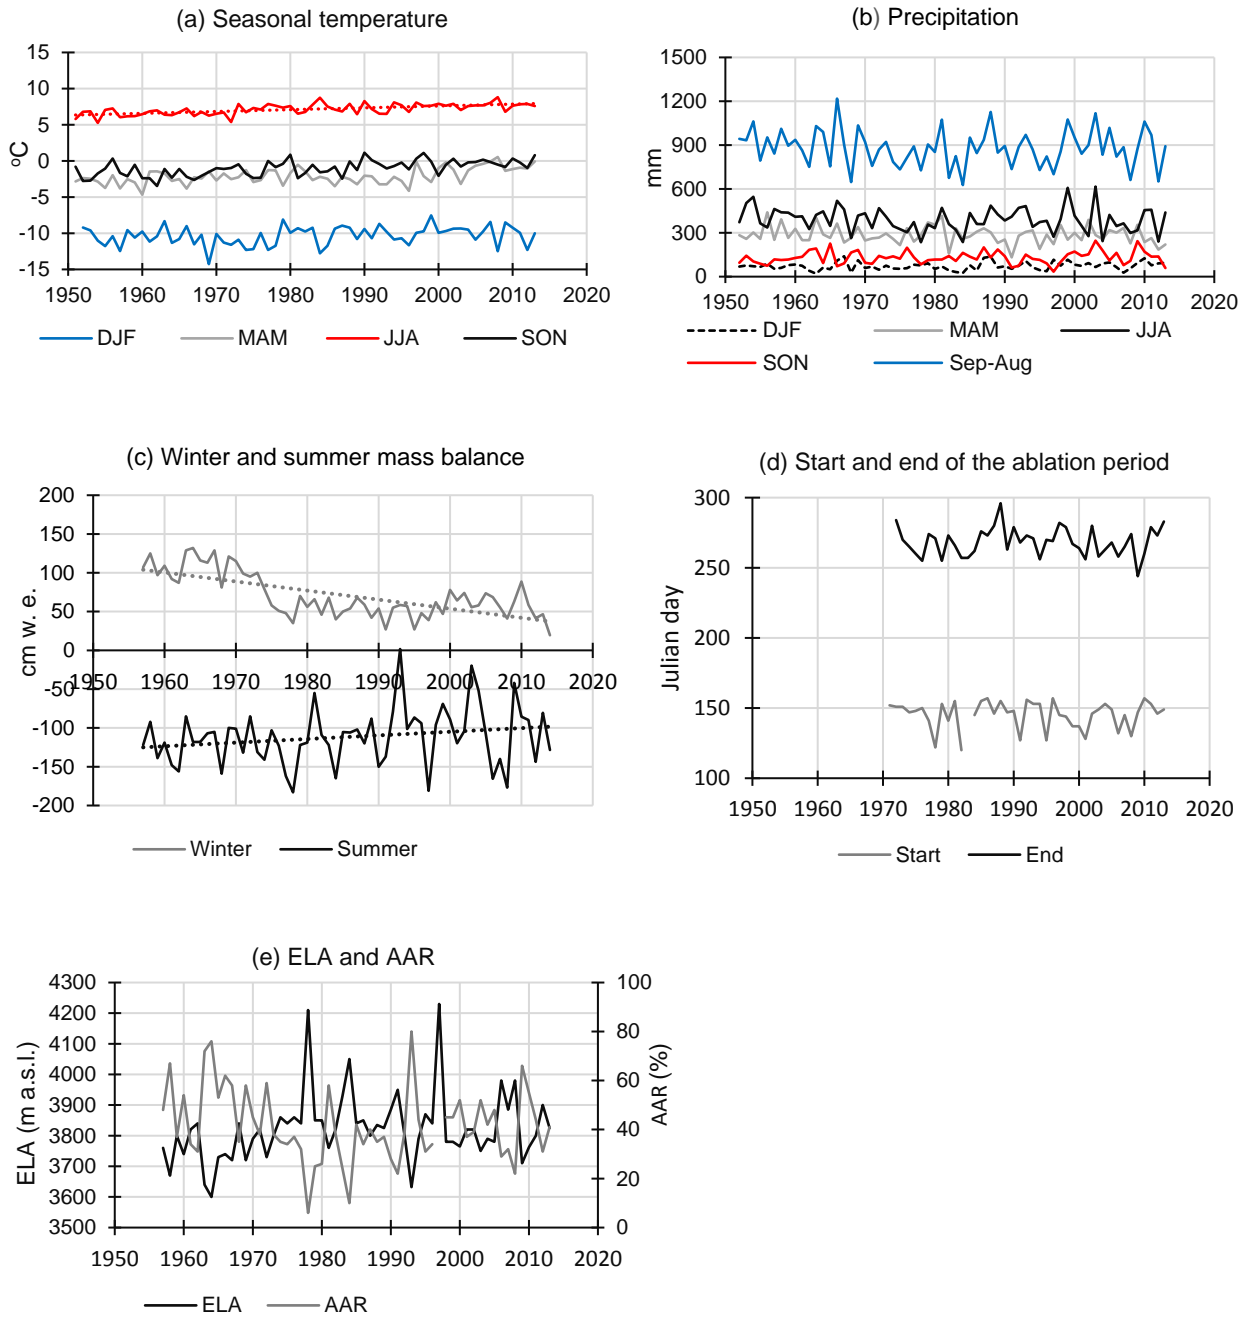 (a) Seasonal temperature
ºC
15
10
5
0
-5
-10
-15
1950 1960 1970 1980 1990 2000 2010 2020
DJF MAM JJA SON
(b) Precipitation
mm
1500
1200
900
600
300
0
1950 1960 1970 1980 1990 2000 2010 2020
DJF MAM JJA
SON Sep-Aug
(c) Winter and summer mass balance
cm w. e.
200
150
100
50
0
1950 1960 1970 1980 1990 2000 2010 2020
-50
-100
-150
-200
Winter Summer
(d) Start and end of the ablation period
Julian day
300
250
200
150
100
1950 1960 1970 1980 1990 2000 2010 2020
Start End
(e) ELA and AAR
ELA (m a.s.l.)
4300
4200
4100
4000
3900
3800
3700
3600
3500
100
80
60
40
20
0
AAR (%)
1950 1960 1970 1980 1990 2000 2010 2020
ELA AAR